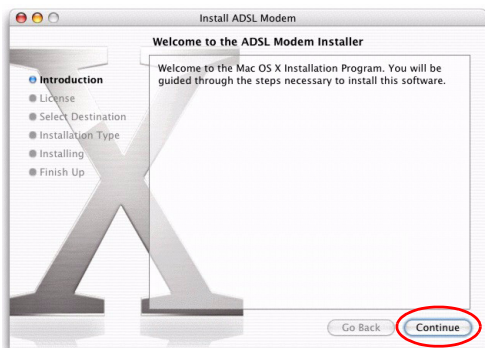 Install ADSL Modem
Welcome to the ADSL Modem Installer
Introduction
License
Select Destination
Installation Type
Installing
Finish Up
Welcome to the Mac OS X Installation Program. You will be
guided through the steps necessary to install this software.
Go Back
Continue